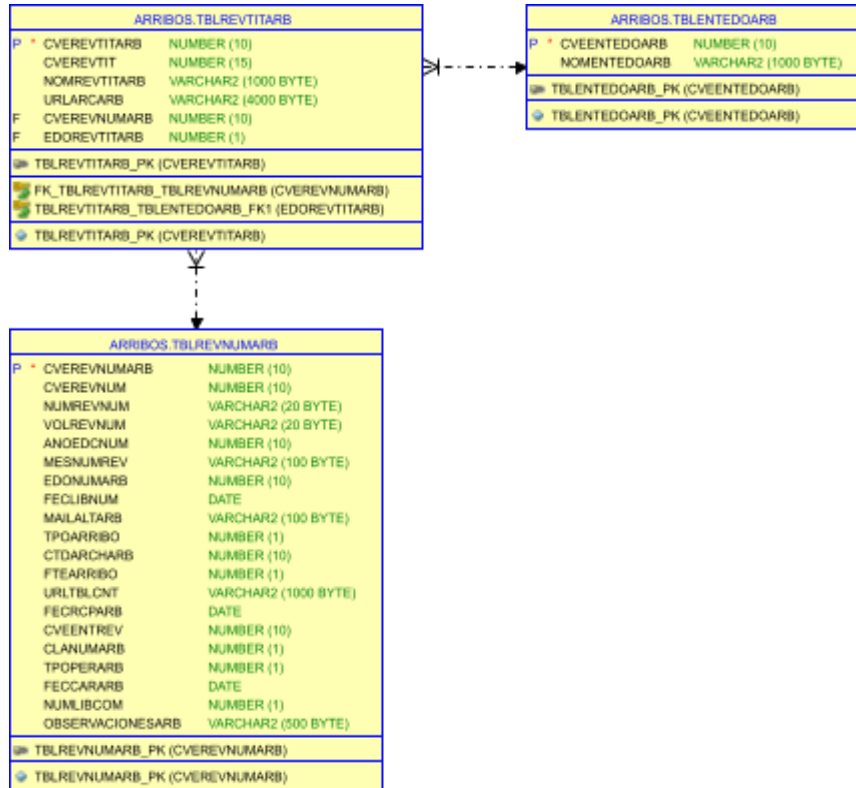 ARRIBOS.TBLREVTITARB
P * CVEREVTITARB NUMBER (10)
CVEREVTIT NUMBER (15)
NOMREVTITARB VARCHAR2 (1000 BYTE)
URLARCARB VARCHAR2 (4000 BYTE)
F CVEREVNUMARB NUMBER (10)
F EDOREVTITARB NUMBER (1)
TBLREVTITARB_PK (CVEREVTITARB)
FK_TBLREVTITARB_TBLREVNUMARB (CVEREVNUMARB)
TBLREVTITARB_TBLENTEDOARB_FK1 (EDOREVTITARB)
TBLREVTITARB_PK (CVEREVTITARB)
ARRIBOS.TBLENTEDOARB
P * CVEENTEDOARB NUMBER (10)
NOMENTEDOARB VARCHAR2 (1000 BYTE)
TBLENTEDOARB_PK (CVEENTEDOARB)
TBLENTEDOARB_PK (CVEENTEDOARB)
ARRIBOS.TBLREVNUMARB
P * CVEREVNUMARB NUMBER (10)
CVEREVNUM NUMBER (10)
NUMREVNUM VARCHAR2 (20 BYTE)
VOLREVNUM VARCHAR2 (20 BYTE)
ANOEDCNUM NUMBER (10)
MESNUMREV VARCHAR2 (100 BYTE)
EDONUMARB NUMBER (10)
FECLIBNUM DATE
MAILALTARB VARCHAR2 (100 BYTE)
TPOARRIBO NUMBER (1)
CTDARCHARB NUMBER (10)
FTEARRIBO NUMBER (1)
URLTBLCNT VARCHAR2 (1000 BYTE)
FECRCPARB DATE
CVEENTREV NUMBER (10)
CLANUMARB NUMBER (1)
TPOPERARB NUMBER (1)
FECCARARB DATE
NUMLIBCOM NUMBER (1)
OBSERVACIONESARB VARCHAR2 (500 BYTE)
TBLREVNUMARB_PK (CVEREVNUMARB)
TBLREVNUMARB_PK (CVEREVNUMARB)